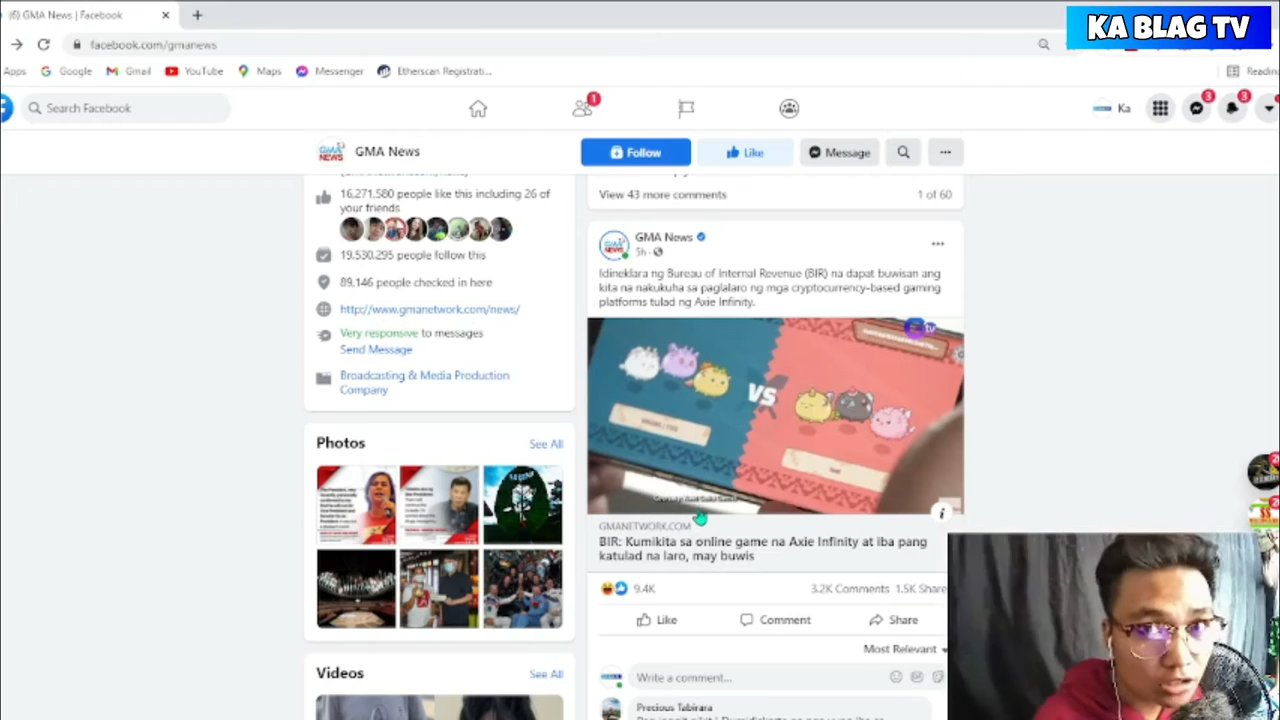 (6) GMA News | Facebook
KA BLAG TV
facebook.com/gmanews
Apps
Google
Gmail
YouTube
Maps
Messenger
Etherscan Registrati...
Reading
Search Facebook
1
Ka
3
3
GMA News
Follow
Like
Message
16,271,580 people like this including 26 of
your friends
19,530,295 people follow this
89,146 people checked in here
http://www.gmanetwork.com/news/
Very responsive to messages
Send Message
Broadcasting & Media Production
Company
Photos
See All
Videos
See All
View 43 more comments
1 of 60
GMA News
5h
Idineklara ng Bureau of Internal Revenue (BIR) na dapat buwisan ang
kita na nakukuha sa paglalaro ng mga cryptocurrency-based gaming
platforms tulad ng Axie Infinity.
tv
VS
GMANETWORK.COM
BIR: Kumikita sa online game na Axie Infinity at iba pang
katulad na laro, may buwis
9.4K
3.2K Comments
1.5K Share
Like
Comment
Share
Most Relevant
Write a comment...
Precious Tabirara